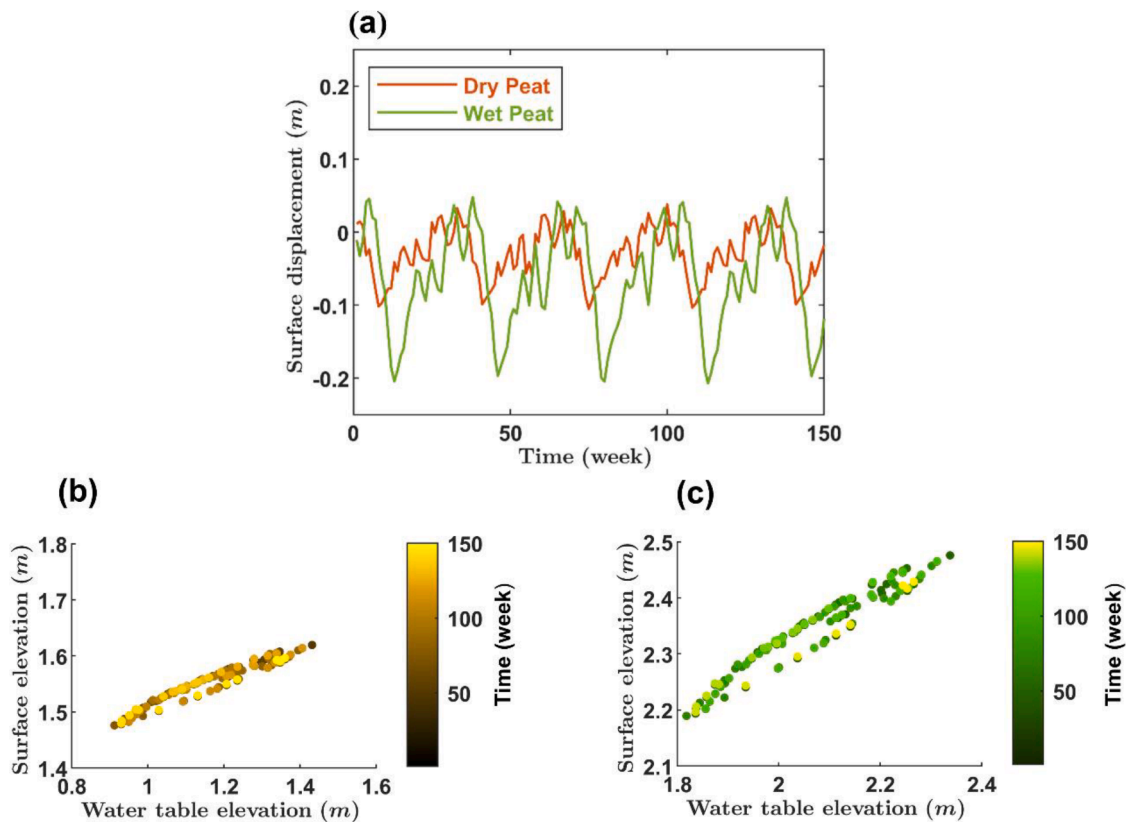 (a)
Surface displacement (m)
0.2
0.1
0
-0.1
-0.2
Dry Peat
Wet Peat
0
50
100
150
Time (week)
(b)
Surface elevation (m)
1.8
1.7
1.6
1.5
1.4
0.8
1
1.2
1.4
1.6
Water table elevation (m)
150
100
50
Time (week)
(c)
Surface elevation (m)
2.5
2.4
2.3
2.2
2.1
1.8
2
2.2
2.4
Water table elevation (m)
150
100
50
Time (week)